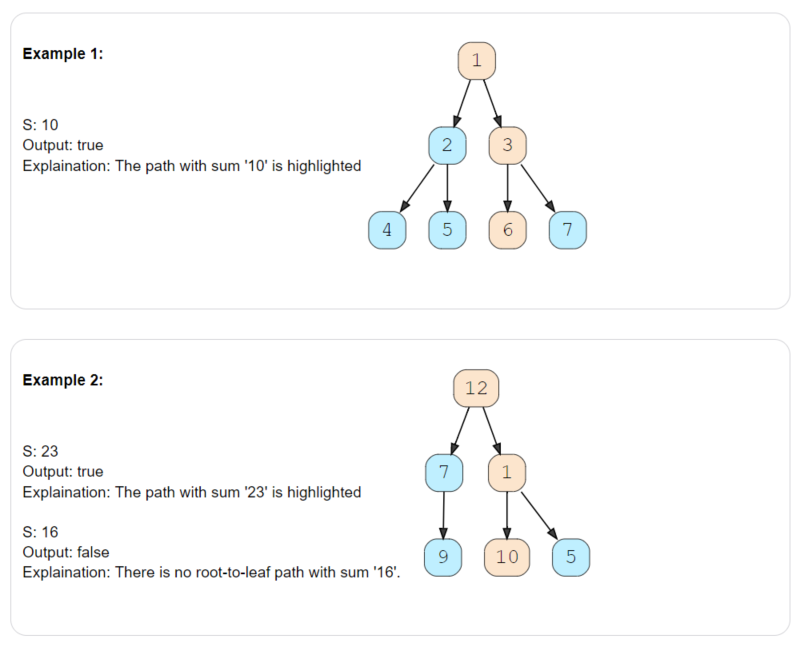 Example 1:
1
S: 10
Output: true
2 3
Explaination: The path with sum '10' is highlighted
4 5 6 7
Example 2:
12
S: 23
Output: true
7 1
Explaination: The path with sum '23' is highlighted
S: 16
Output: false
9 10 5
Explaination: There is no root-to-leaf path with sum '16'.